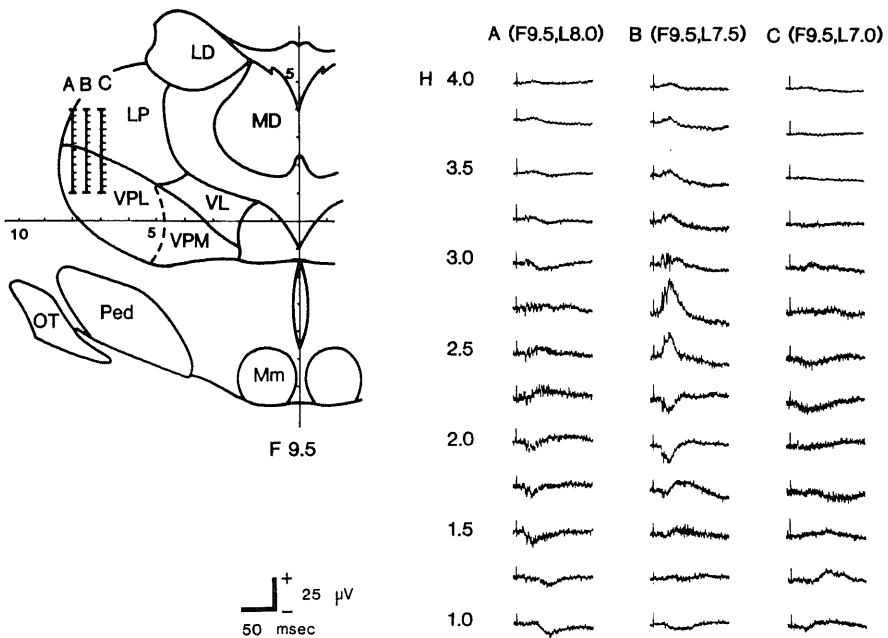 A (F9.5,L8.0) B (F9.5,L7.5) C (F9.5,L7.0)
LD
5
H 4.0
A B C
LP
MD
3.5
VPL
VL
10
5
VPM
3.0
OT
Ped
2.5
Mm
2.0
F 9.5
1.5
+
25 μV
−
50 msec
1.0